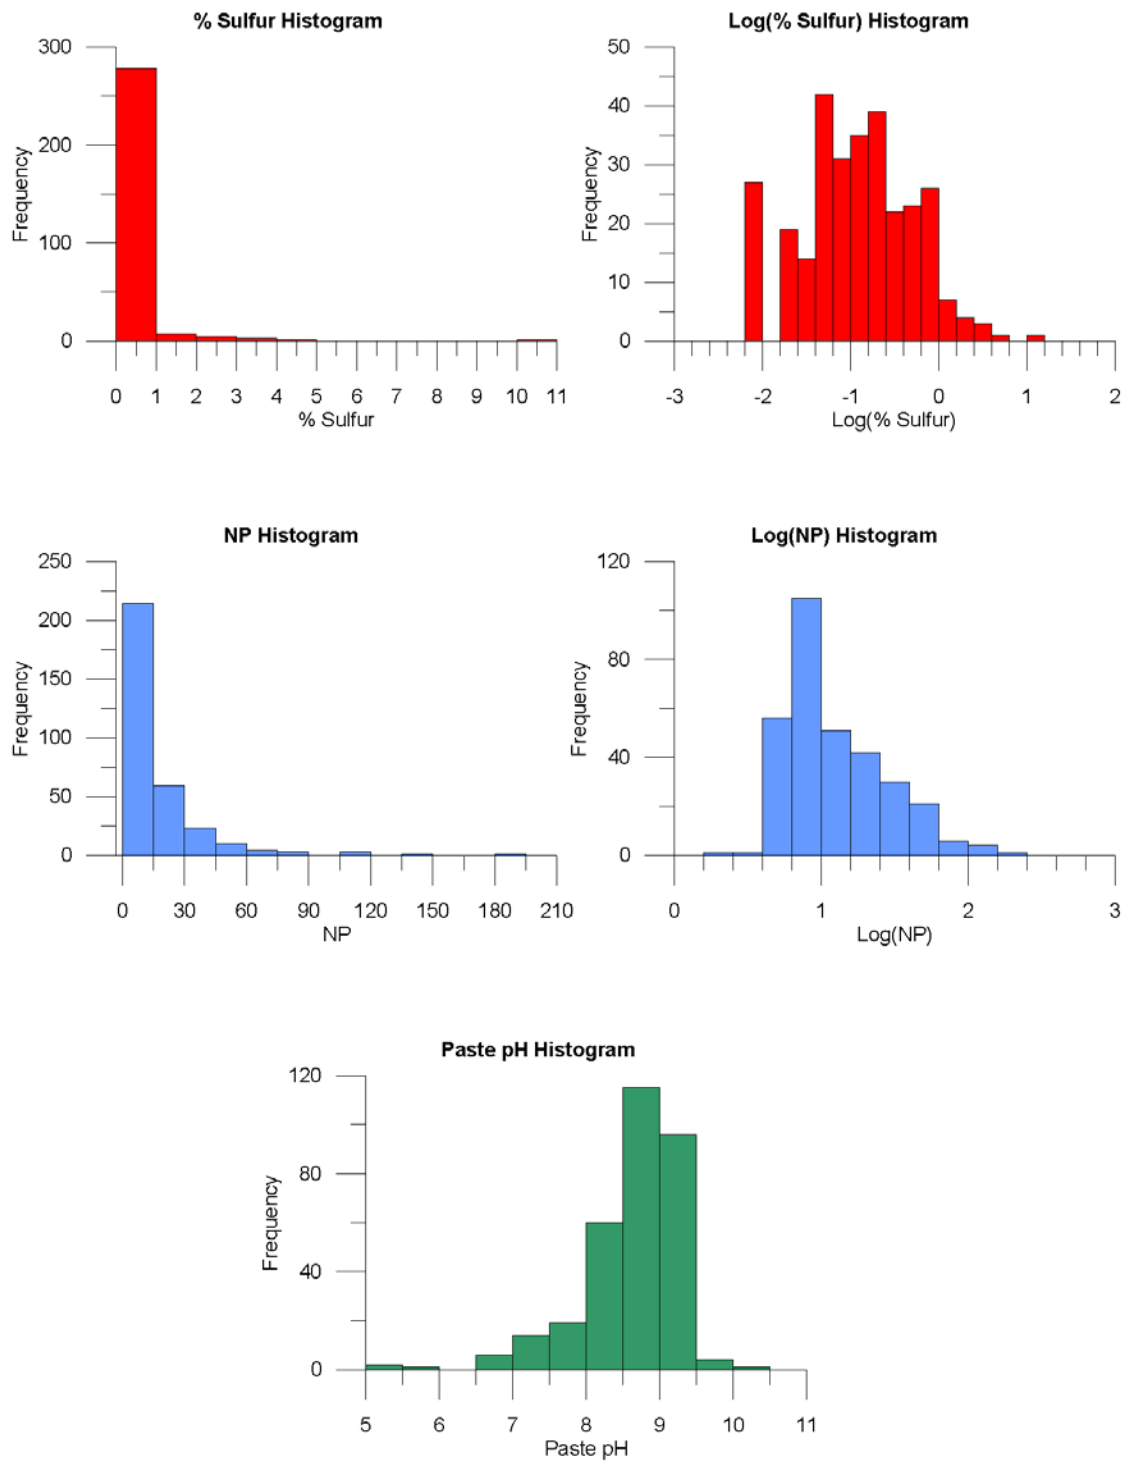 % Sulfur Histogram
300
200
100
0
Frequency
0 1 2 3 4 5 6 7 8 9 10 11
% Sulfur
Log(% Sulfur) Histogram
50
40
30
20
10
0
Frequency
-3 -2 -1 0 1 2
Log(% Sulfur)
NP Histogram
250
200
150
100
50
0
Frequency
0 30 60 90 120 150 180 210
NP
Log(NP) Histogram
120
80
40
0
Frequency
0 1 2 3
Log(NP)
Paste pH Histogram
120
80
40
0
Frequency
5 6 7 8 9 10 11
Paste pH